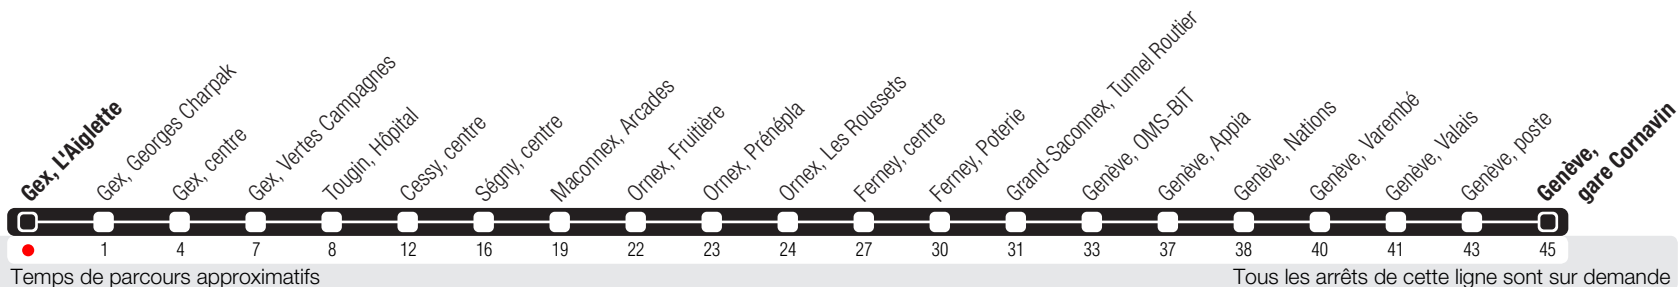 Gex, L'Aiglette
Gex, Georges Charpak
Gex, centre
Gex, Vertes Campagnes
Tougin, Hôpital
Cessy, centre
Ségny, centre
Maconnex, Arcades
Ornex, Fruitière
Ornex, Prénépla
Ornex, Les Roussets
Ferney, centre
Ferney, Poterie
Grand-Saconnex, Tunnel Routier
Genève, OMS-BIT
Genève, Appia
Genève, Nations
Genève, Varembé
Genève, Valais
Genève, poste
Genève,
gare Cornavin
1 4 7 8 12 16 19 22 23 24 27 30 31 33 37 38 40 41 43 45
Temps de parcours approximatifs
Tous les arrêts de cette ligne sont sur demande